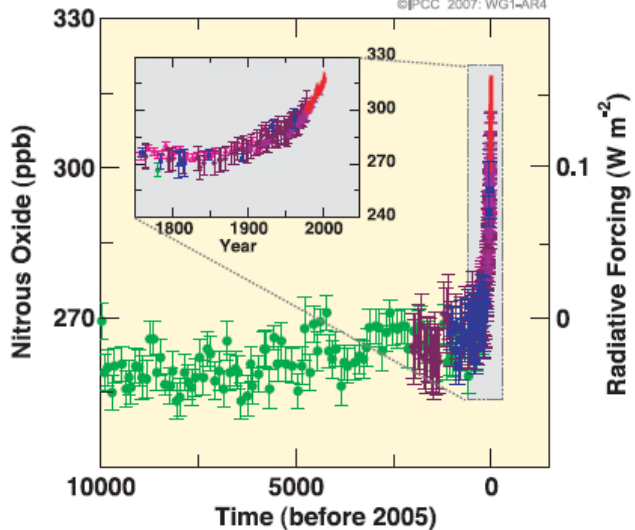 ©IPCC 2007: WG1-AR4
330
300
270
Nitrous Oxide (ppb)
330
300
270
240
1800 1900 2000
Year
0.1
0
Radiative Forcing (W m-2)
10000 5000 0
Time (before 2005)